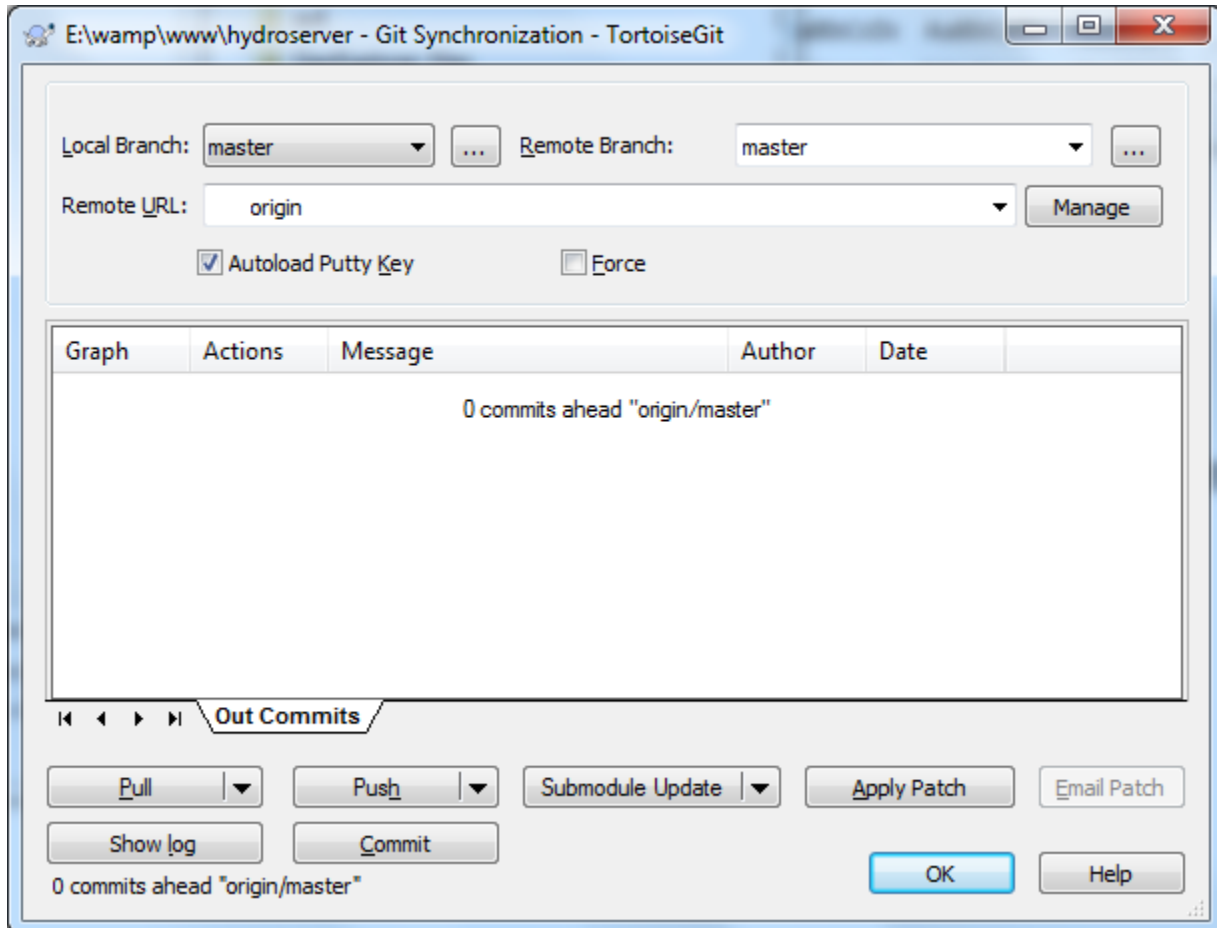 E:\wamp\www\hydroserver - Git Synchronization - TortoiseGit
Local Branch: master ... Remote Branch: master ...
Remote URL: origin Manage
Autoload Putty Key Force
Graph Actions Message Author Date
0 commits ahead "origin/master"
Out Commits
Pull Push Submodule Update Apply Patch Email Patch
Show log Commit
0 commits ahead "origin/master"
OK Help